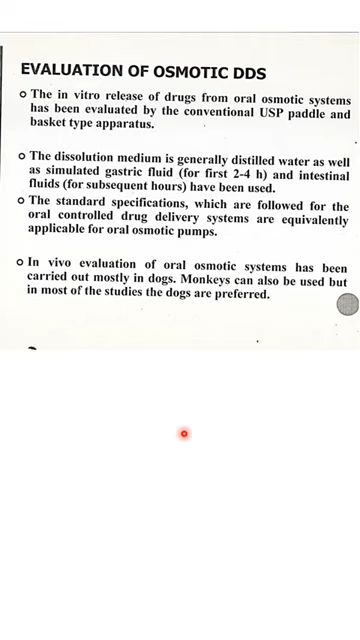 EVALUATION OF OSMOTIC DDS
The in vitro release of drugs from oral osmotic systems
has been evaluated by the conventional USP paddle and
basket type apparatus.
The dissolution medium is generally distilled water as well
as simulated gastric fluid (for first 2-4 h) and intestinal
fluids (for subsequent hours) have been used.
The standard specifications, which are followed for the
oral controlled drug delivery systems are equivalently
applicable for oral osmotic pumps.
In vivo evaluation of oral osmotic systems has been
carried out mostly in dogs. Monkeys can also be used but
in most of the studies the dogs are preferred.